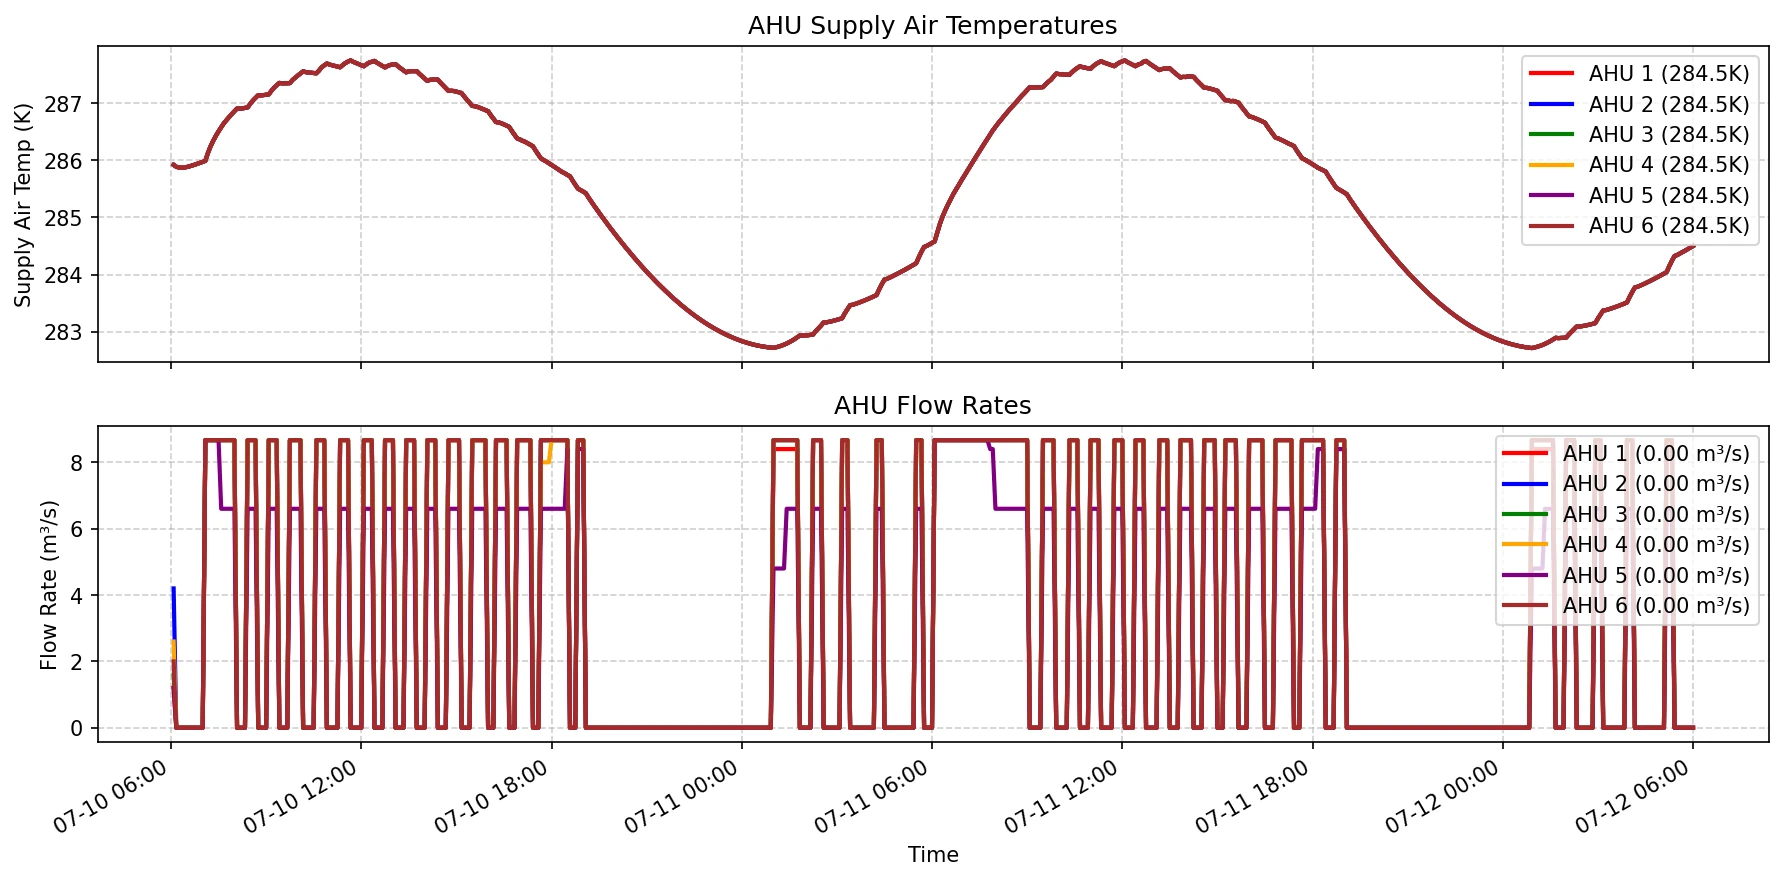 AHU Supply Air Temperatures
Supply Air Temp (K)
287
286
285
284
283
AHU 1 (284.5K)
AHU 2 (284.5K)
AHU 3 (284.5K)
AHU 4 (284.5K)
AHU 5 (284.5K)
AHU 6 (284.5K)
AHU Flow Rates
Flow Rate (m³/s)
8
6
4
2
0
AHU 1 (0.00 m³/s)
AHU 2 (0.00 m³/s)
AHU 3 (0.00 m³/s)
AHU 4 (0.00 m³/s)
AHU 5 (0.00 m³/s)
AHU 6 (0.00 m³/s)
07-10 06:00
07-10 12:00
07-10 18:00
07-11 00:00
07-11 06:00
07-11 12:00
07-11 18:00
07-12 00:00
07-12 06:00
Time